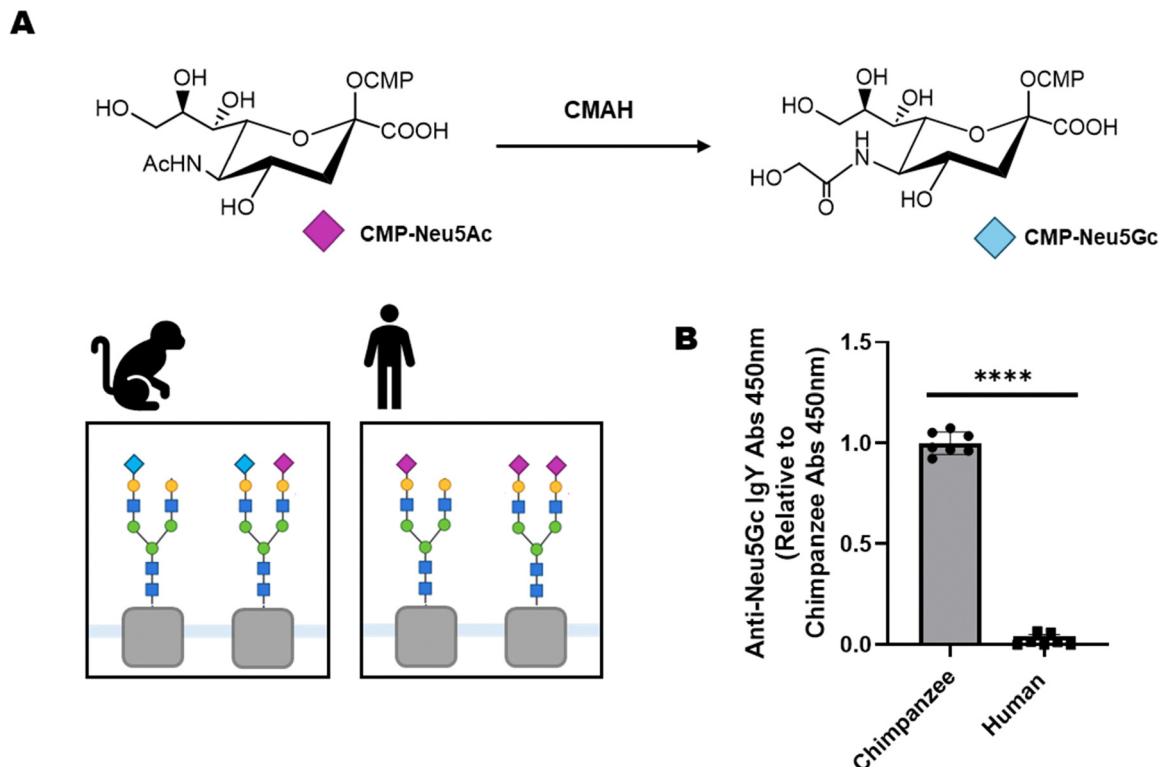 A
OH
HO
OH
OCMP
O
COOH
AcHN
HO
CMP-Neu5Ac
CMAH
OH
HO
OH
OCMP
O
COOH
H
N
HO
O
HO
CMP-Neu5Gc
B
Anti-Neu5Gc IgY Abs 450nm
(Relative to
Chimpanzee Abs 450nm)
1.5
1.0
0.5
0.0
****
Chimpanzee
Human